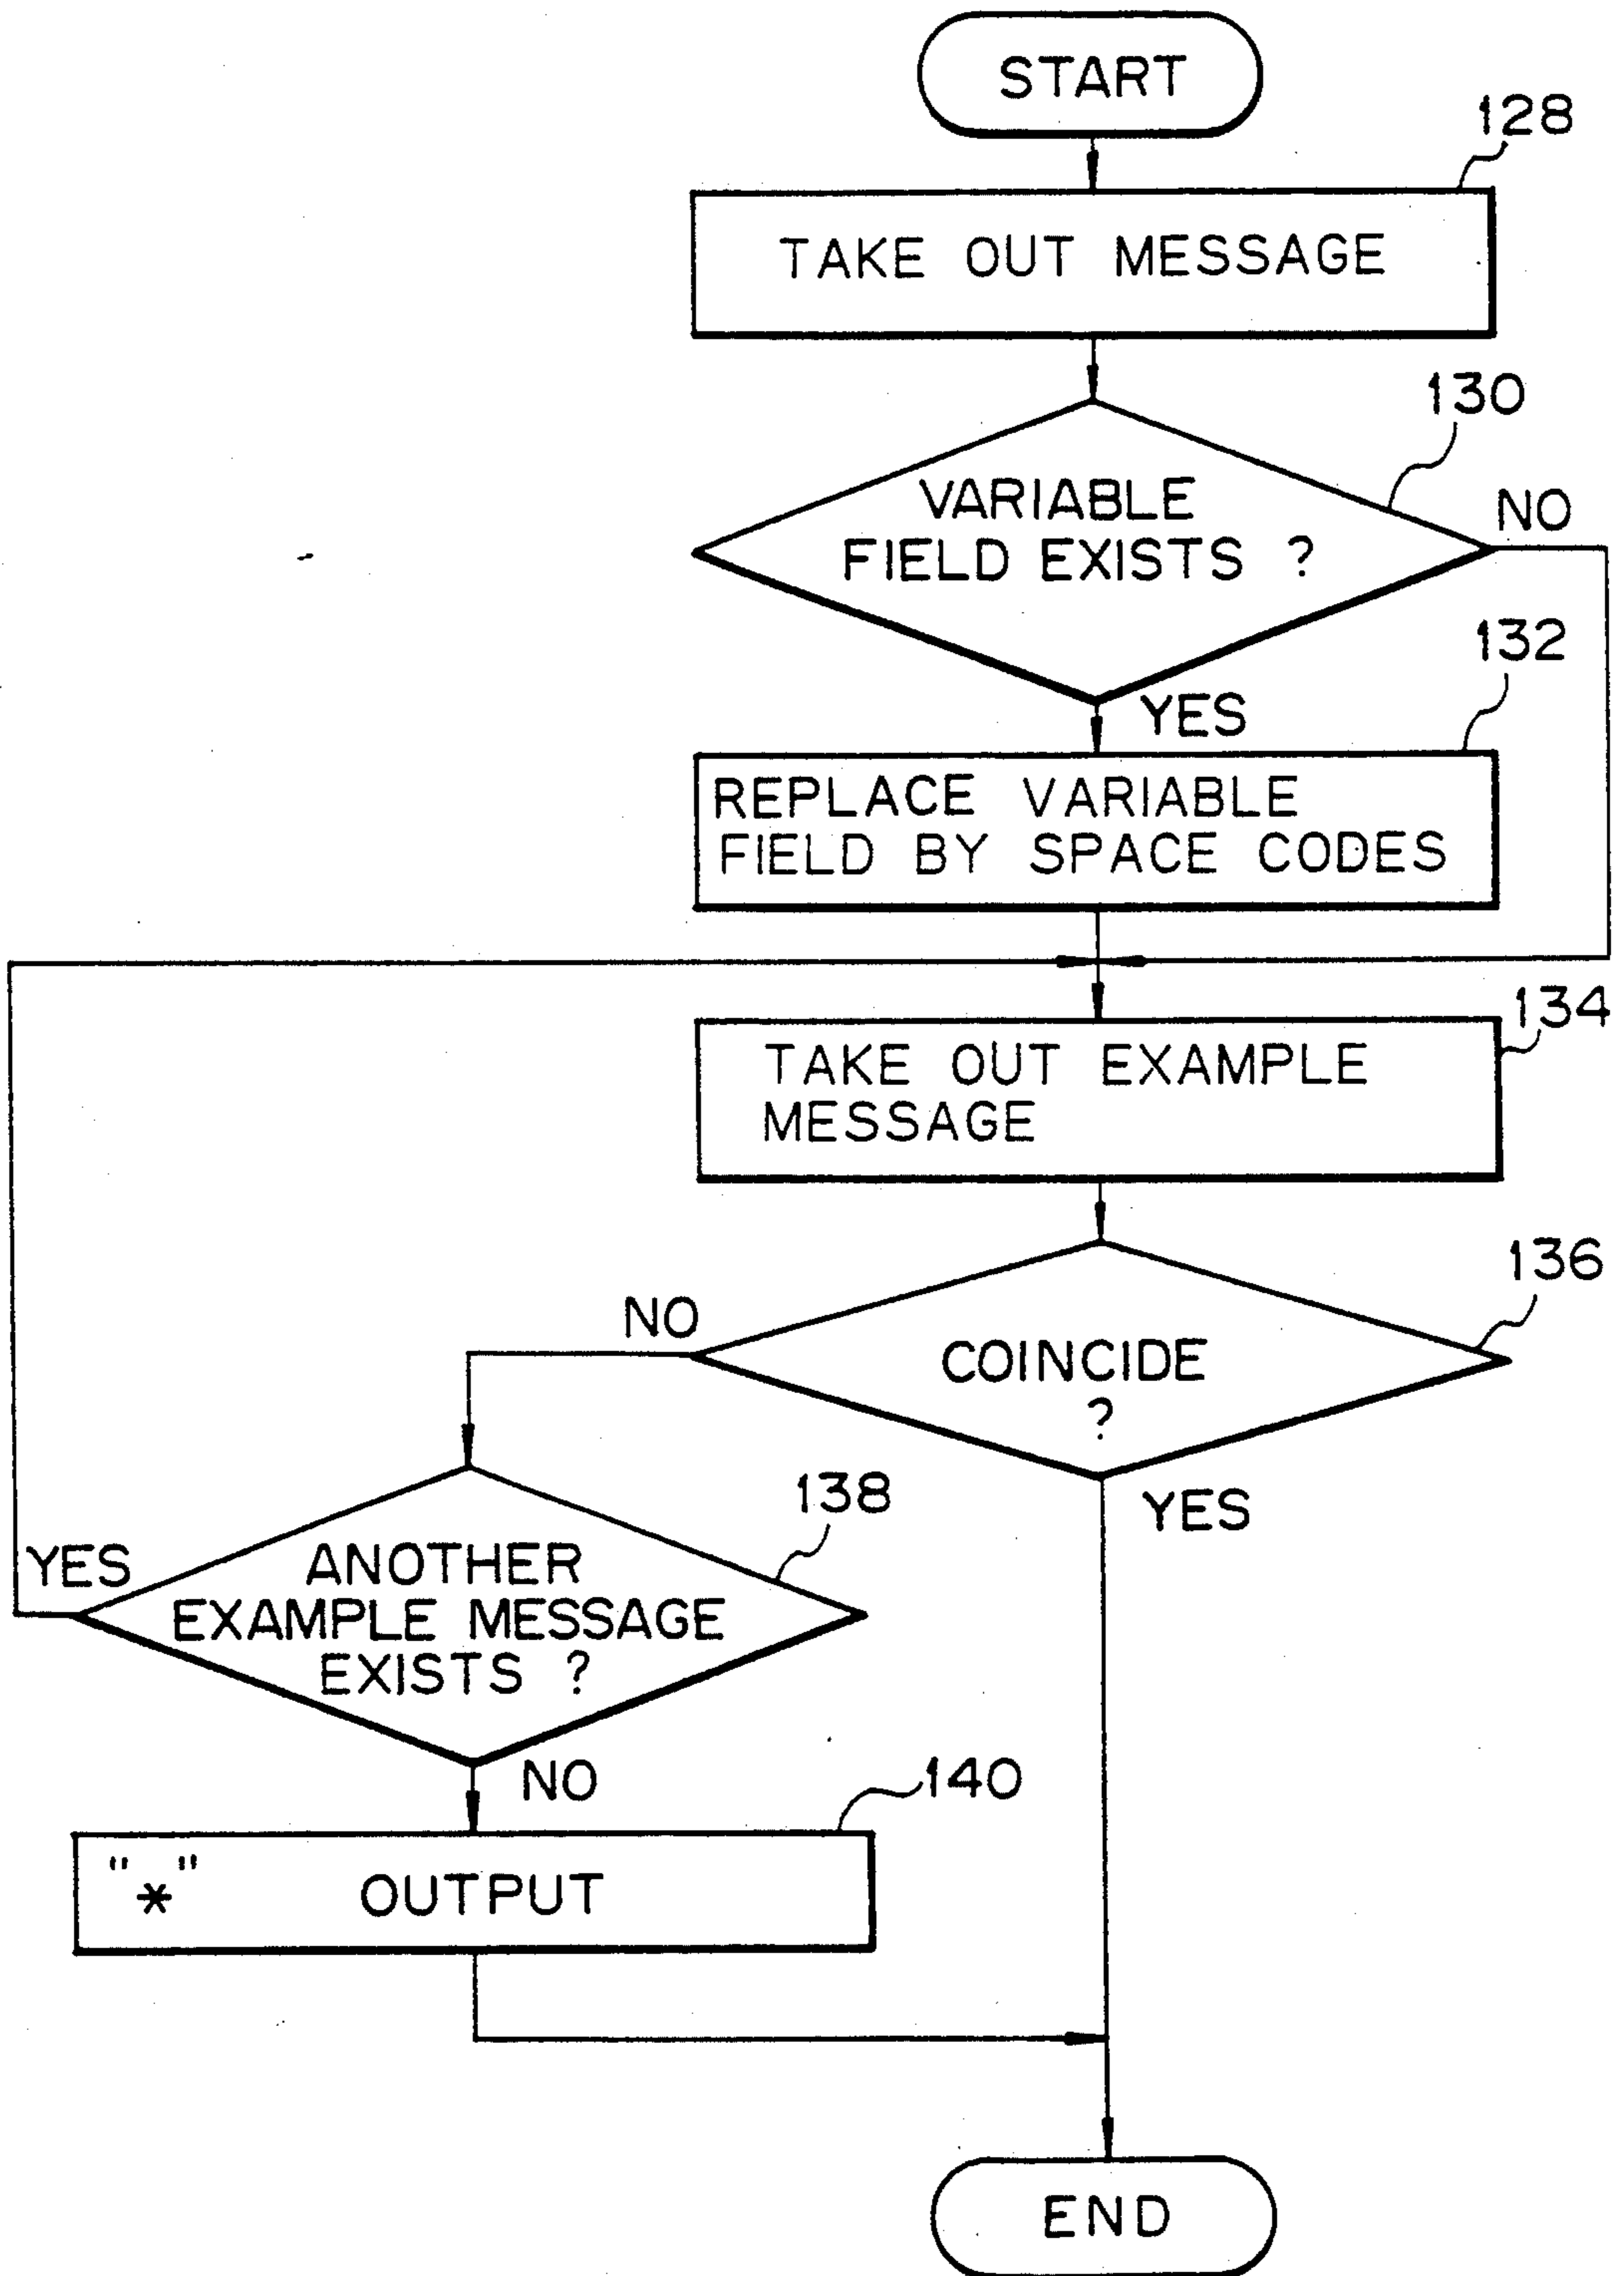 START
128
TAKE OUT MESSAGE
130
VARIABLE
FIELD EXISTS ?
NO
132
YES
REPLACE VARIABLE
FIELD BY SPACE CODES
134
TAKE OUT EXAMPLE
MESSAGE
136
NO
COINCIDE
?
138
YES
YES
ANOTHER
EXAMPLE MESSAGE
EXISTS ?
NO
140
"*" OUTPUT
END